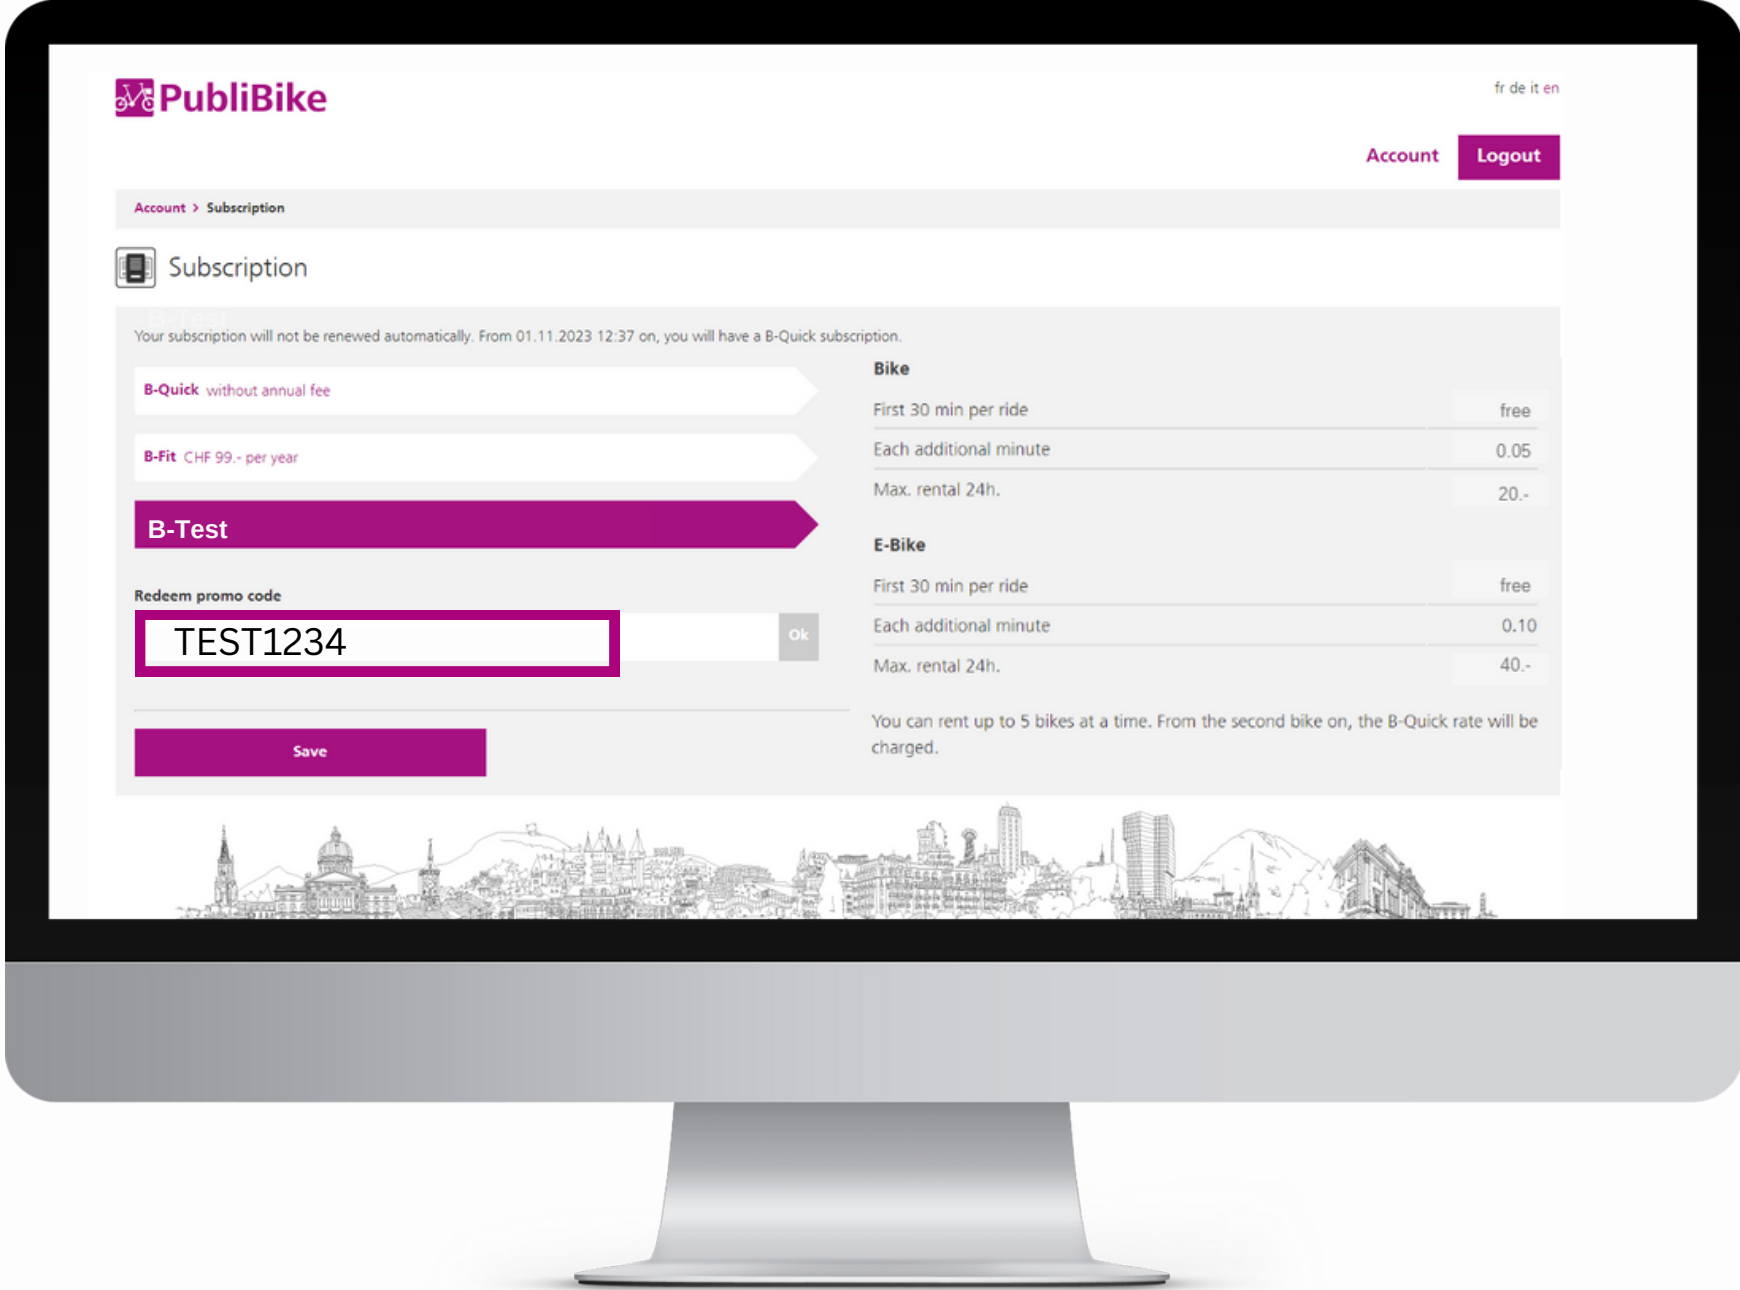 PubliBike
fr de it en
Account
Logout
Account > Subscription
Subscription
B-Test
Your subscription will not be renewed automatically. From 01.11.2023 12:37 on, you will have a B-Quick subscription.
B-Quick without annual fee
B-Fit CHF 99.- per year
B-Test
Redeem promo code
TEST1234
Ok
Save
Bike
First 30 min per ride free
Each additional minute 0.05
Max. rental 24h. 20.-
E-Bike
First 30 min per ride free
Each additional minute 0.10
Max. rental 24h. 40.-
You can rent up to 5 bikes at a time. From the second bike on, the B-Quick rate will be
charged.